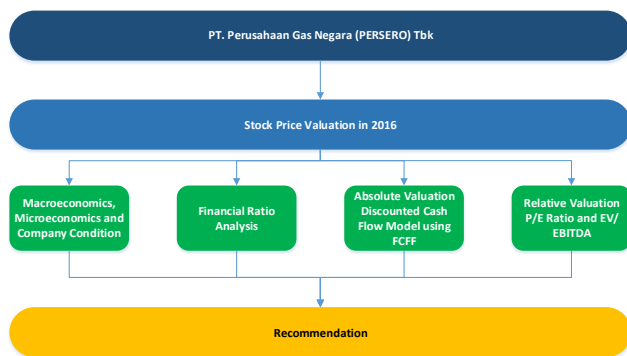 PT. Perusahaan Gas Negara (PERSERO) Tbk
Stock Price Valuation in 2016
Macroeconomics,
Microeconomics and
Company Condition
Financial Ratio
Analysis
Absolute Valuation
Discounted Cash
Flow Model using
FCFF
Relative Valuation
P/E Ratio and EV/
EBITDA
Recommendation